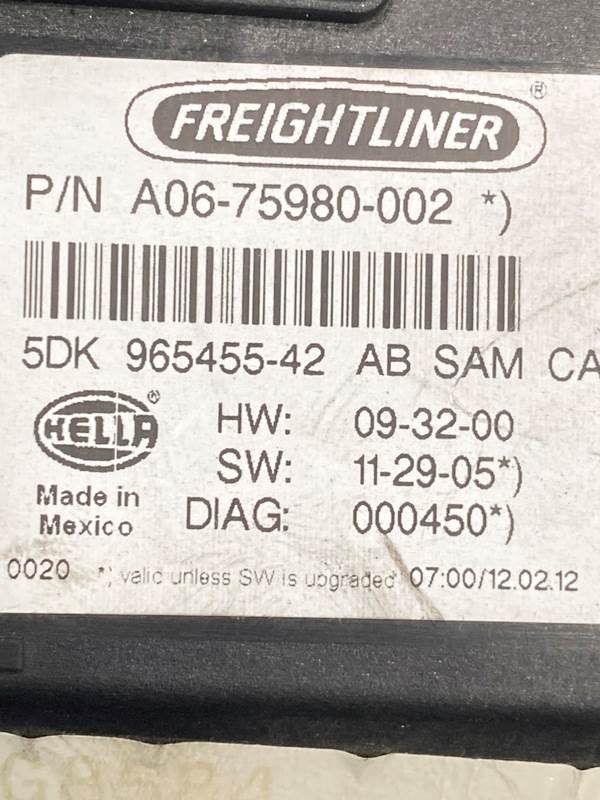 FREIGHTLINER ®
P/N A06-75980-002 *)
5DK 965455-42 AB SAM CA
HELLA ®
HW: 09-32-00
SW: 11-29-05*)
Made in
Mexico
DIAG: 000450*)
0020 *) valid unless SW is upgraded 07:00/12.02.12